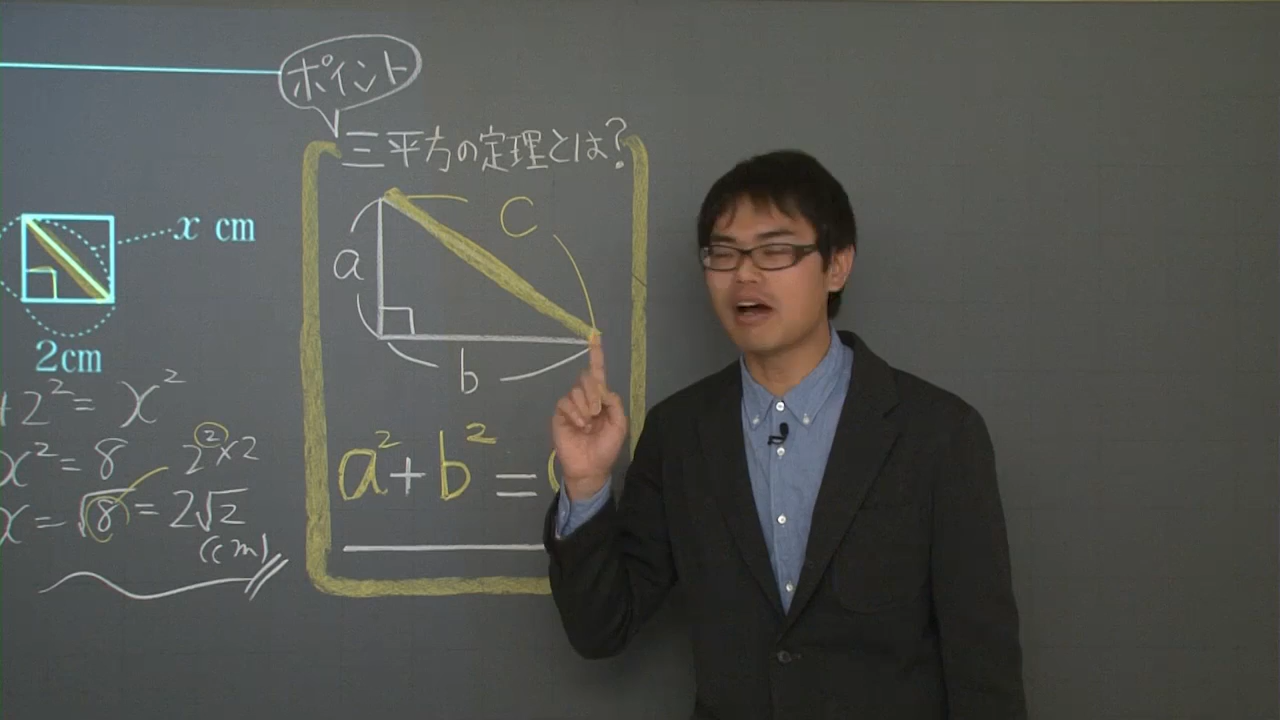 ポイント
三平方の定理とは?
x cm
2cm
a
c
b
+2²=x²
x²=8 2²×2
x=√8=2√2
(cm)
a²+b²=